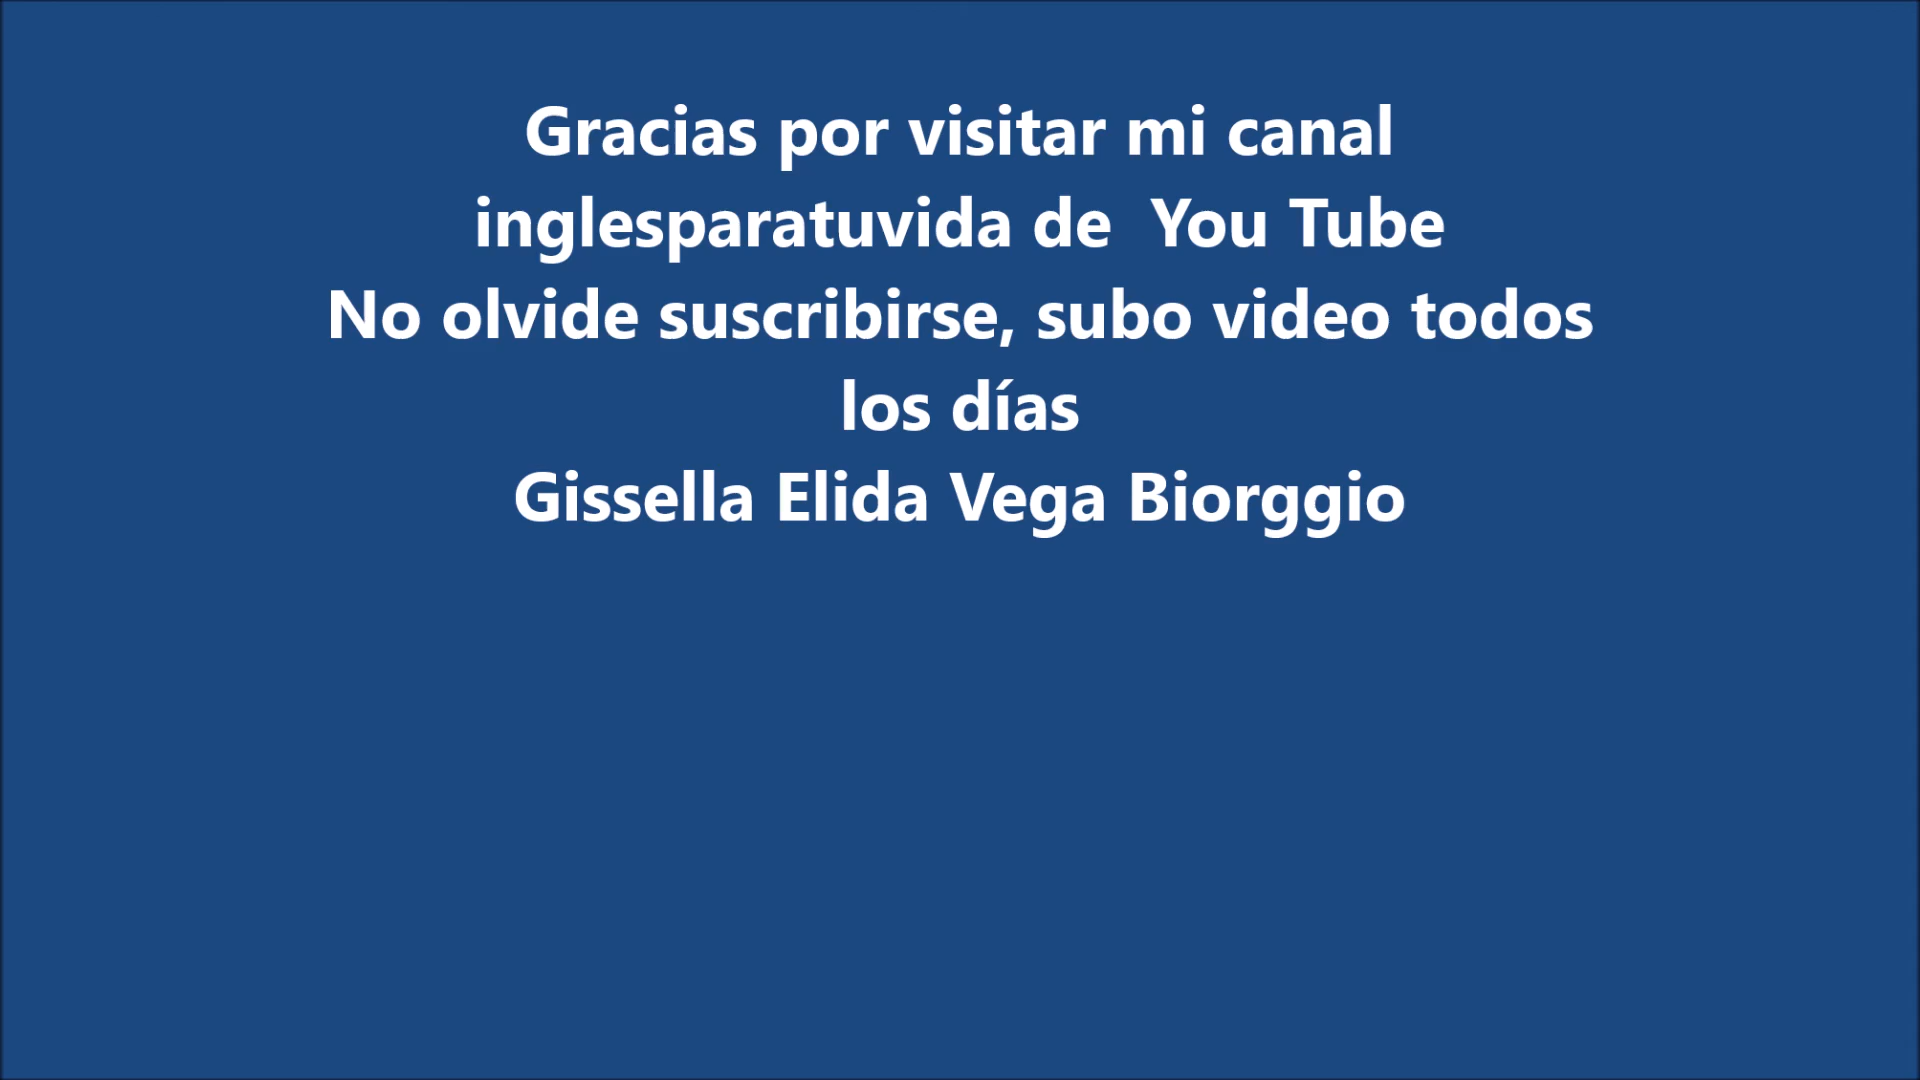 Gracias por visitar mi canal
inglesparatuvida de  You Tube
No olvide suscribirse, subo video todos
los días
Gissella Elida Vega Biorggio